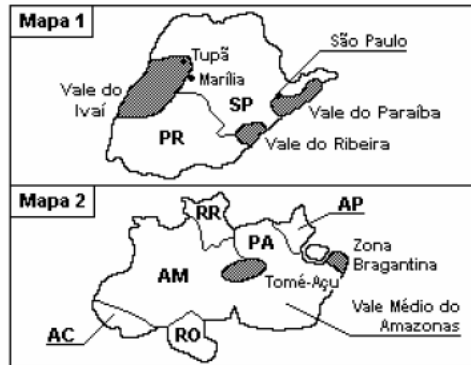 Mapa 1
São Paulo
Tupã
Marília
Vale do
Ivaí
SP
Vale do Paraíba
PR
Vale do Ribeira
Mapa 2
RR
AP
PA
Zona
Bragantina
AM
Tomé-Açu
Vale Médio do
Amazonas
AC
RO